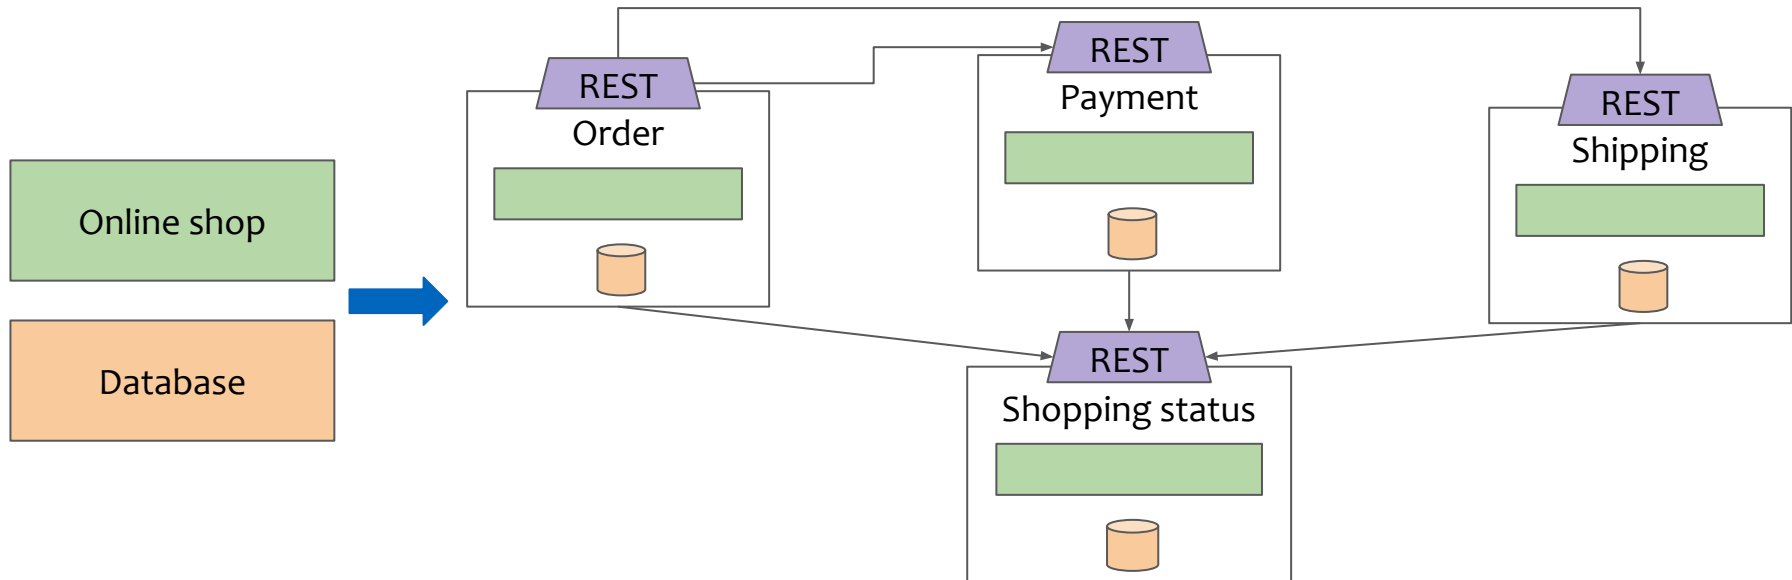 Online shop
Database
REST
Order
REST
Payment
REST
Shipping
REST
Shopping status